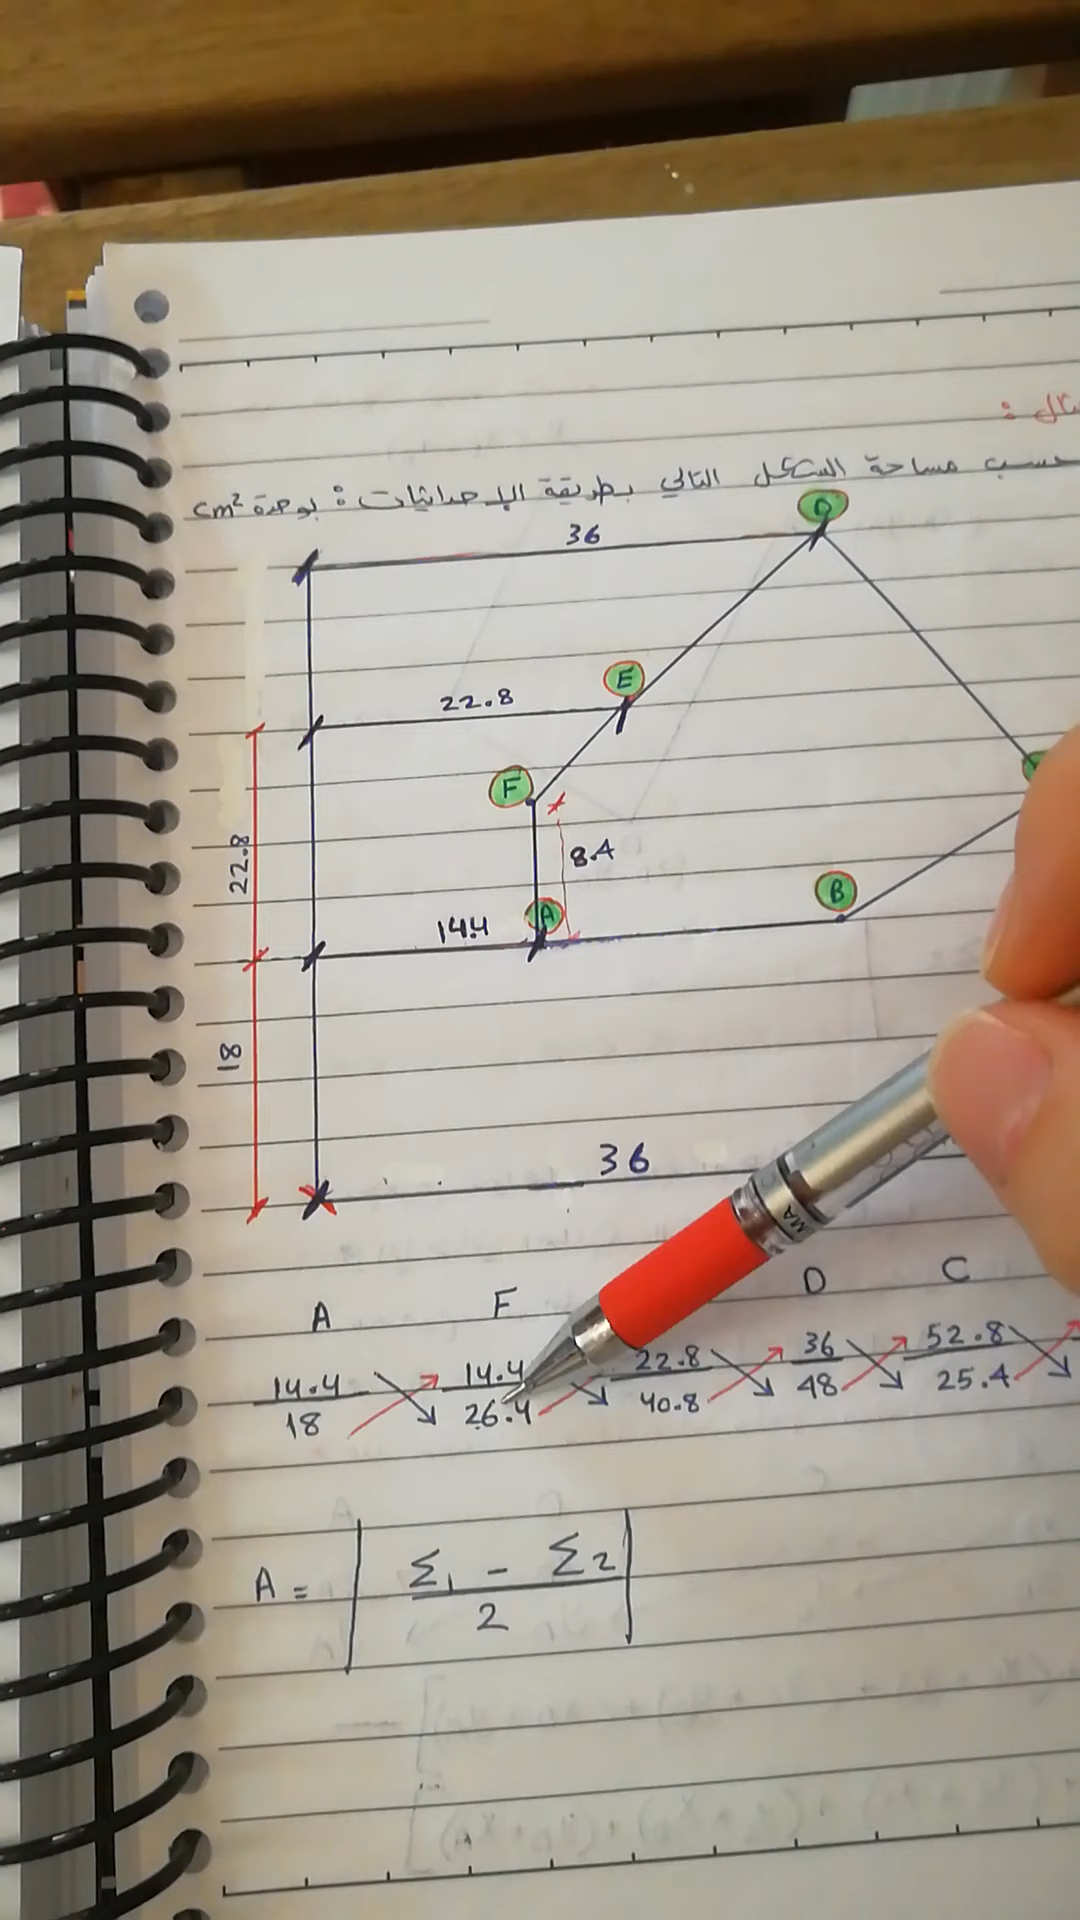 مثال :
حسب مساحة الشكل التالي بطريقة الإحداثيات : بوحدة cm²
36
D
22.8
E
F
22.8
8.4
A
B
14.4
18
36
A F D C
14.4 14.4 22.8 36 52.8
18 26.4 40.8 48 25.4
A = | Σ₁ - Σ₂ |
2